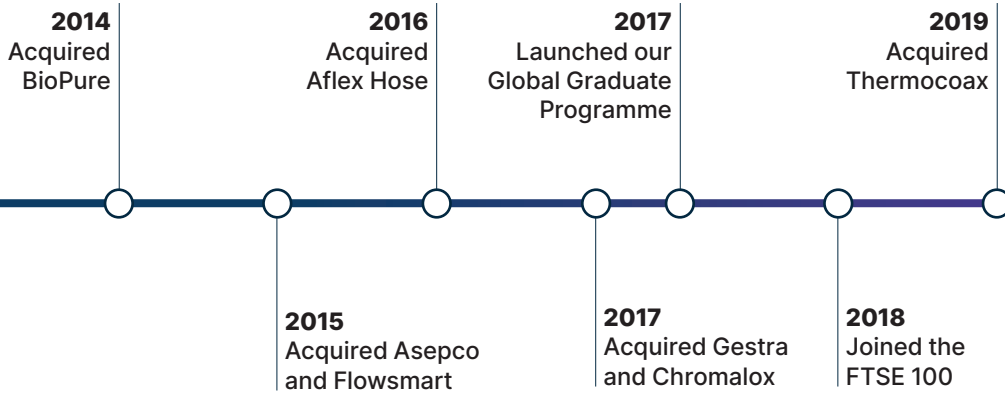 2014
Acquired
BioPure
2016
Acquired
Aflex Hose
2017
Launched our
Global Graduate
Programme
2019
Acquired
Thermocoax
2015
Acquired Asepco
and Flowsmart
2017
Acquired Gestra
and Chromalox
2018
Joined the
FTSE 100